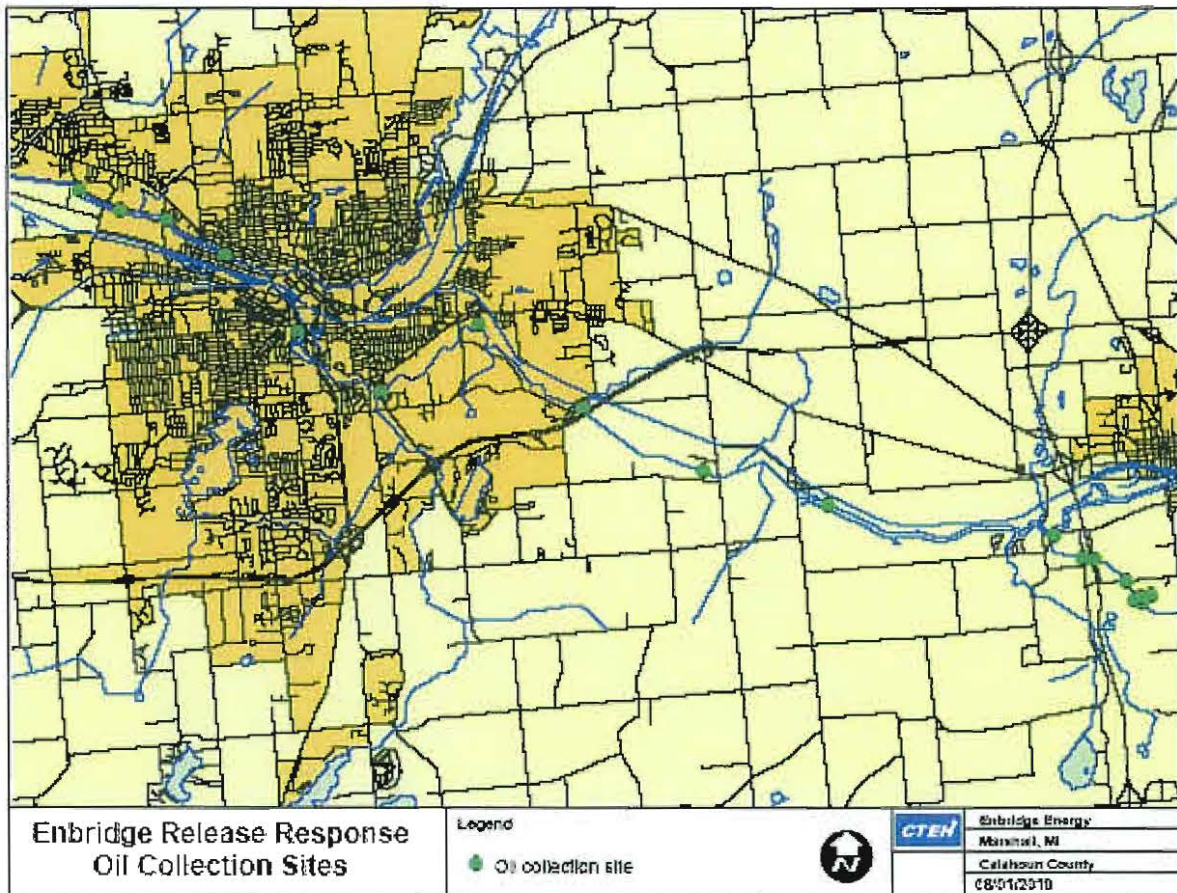 Enbridge Release Response
Oil Collection Sites
Legend
Oil collection site
N
CTEH
Enbridge Energy
Marshall, MI
Calahoun County
08/01/2010